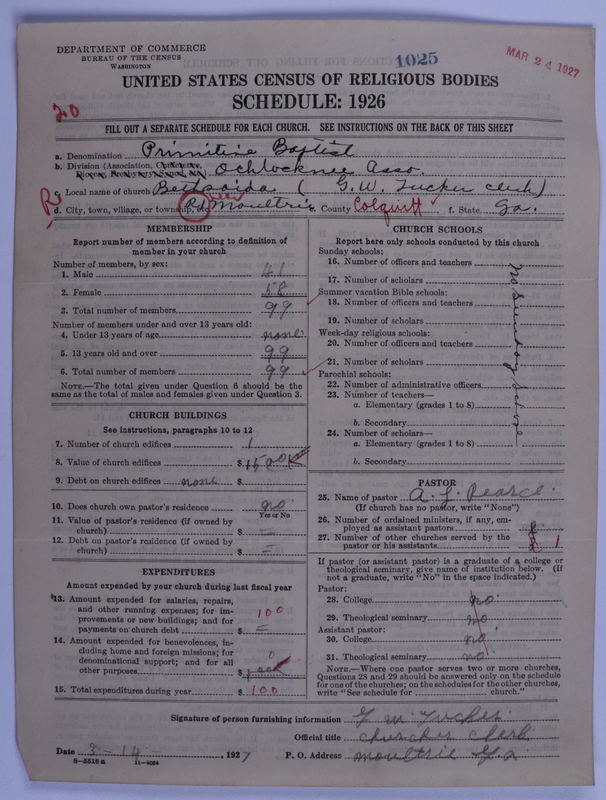 DEPARTMENT OF COMMERCE
BUREAU OF THE CENSUS
WASHINGTON
1025
MAR 24 1927
UNITED STATES CENSUS OF RELIGIOUS BODIES
SCHEDULE: 1926
20
FILL OUT A SEPARATE SCHEDULE FOR EACH CHURCH. SEE INSTRUCTIONS ON THE BACK OF THIS SHEET
a. Denomination Primitive Baptist
b. Division (Association, Conference, Ochlocknee Asso.
c. Local name of church Bethsaida ( G.W. Tucker clerk)
d. City, town, village, or township, Rd Moultrie e. County Colquitt f. State Ga.
MEMBERSHIP
Report number of members according to definition of
member in your church
Number of members, by sex:
1. Male 41
2. Female 58
3. Total number of members 99
Number of members under and over 13 years old:
4. Under 13 years of age none
5. 13 years old and over 99
6. Total number of members 99
NOTE.—The total given under Question 6 should be the
same as the total of males and females given under Question 3.
CHURCH BUILDINGS
See instructions, paragraphs 10 to 12
7. Number of church edifices 1
8. Value of church edifices $1500
9. Debt on church edifices none $
10. Does church own pastor's residence no
Yes or No
11. Value of pastor's residence (if owned by
church) $ –
12. Debt on pastor's residence (if owned by
church) $ –
EXPENDITURES
Amount expended by your church during last fiscal year
13. Amount expended for salaries, repairs,
and other running expenses; for im-
provements or new buildings; and for
payments on church debt $ 100 –
14. Amount expended for benevolences, in-
cluding home and foreign missions; for
denominational support; and for all
other purposes $ 0
15. Total expenditures during year $ 100
CHURCH SCHOOLS
Report here only schools conducted by this church
Sunday schools:
16. Number of officers and teachers
17. Number of scholars
Summer vacation Bible schools:
18. Number of officers and teachers
19. Number of scholars
Week-day religious schools:
20. Number of officers and teachers
21. Number of scholars
Parochial schools:
22. Number of administrative officers
23. Number of teachers—
a. Elementary (grades 1 to 8)
b. Secondary
24. Number of scholars—
a. Elementary (grades 1 to 8)
b. Secondary
no Sunday School
PASTOR
25. Name of pastor A. L. Pearce
(If church has no pastor, write "None")
26. Number of ordained ministers, if any, em-
ployed as assistant pastors
27. Number of other churches served by the
pastor or his assistants 1
If pastor (or assistant pastor) is a graduate of a college or
theological seminary, give name of institution below. (If
not a graduate, write "No" in the space indicated.)
Pastor:
28. College no
29. Theological seminary no
Assistant pastor:
30. College no
31. Theological seminary no
NOTE.—Where one pastor serves two or more churches,
Questions 28 and 29 should be answered only on the schedule
for one of the churches; on the schedules for the other churches,
write "See schedule for church."
Signature of person furnishing information G W Tucker
Official title church clerk
Date 3 - 14, 1927 P. O. Address Moultrie Ga
8—5518a 11—9064